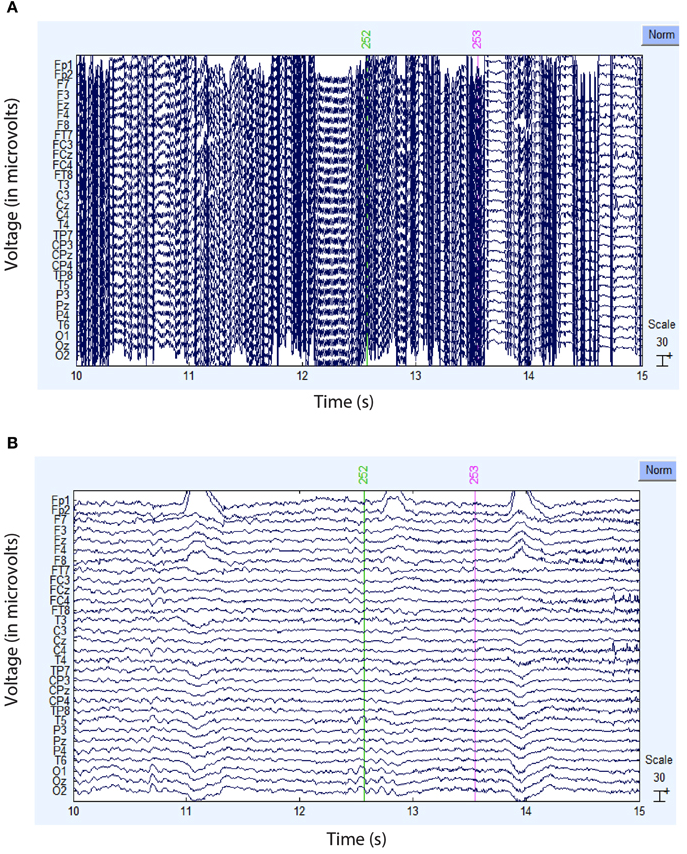 A
252
253
Norm
Voltage (in microvolts)
Fp1
Fp2
F7
F3
Fz
F4
F8
FT7
FC3
FCz
FC4
FT8
T3
C3
Cz
C4
T4
TP7
CP3
CPz
CP4
TP8
T5
P3
Pz
P4
T6
O1
Oz
O2
Scale
30
+
10 11 12 13 14 15
Time (s)
B
252
253
Norm
Voltage (in microvolts)
Fp1
Fp2
F7
F3
Fz
F4
F8
FT7
FC3
FCz
FC4
FT8
T3
C3
Cz
C4
T4
TP7
CP3
CPz
CP4
TP8
T5
P3
Pz
P4
T6
O1
Oz
O2
Scale
30
+
10 11 12 13 14 15
Time (s)